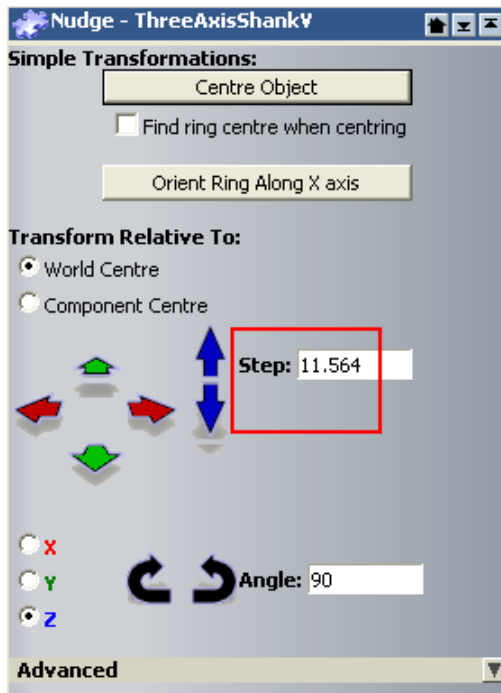 Nudge - ThreeAxisShankV
Simple Transformations:
Centre Object
Find ring centre when centring
Orient Ring Along X axis
Transform Relative To:
World Centre
Component Centre
Step: 11.564
X
Y
Angle: 90
Z
Advanced